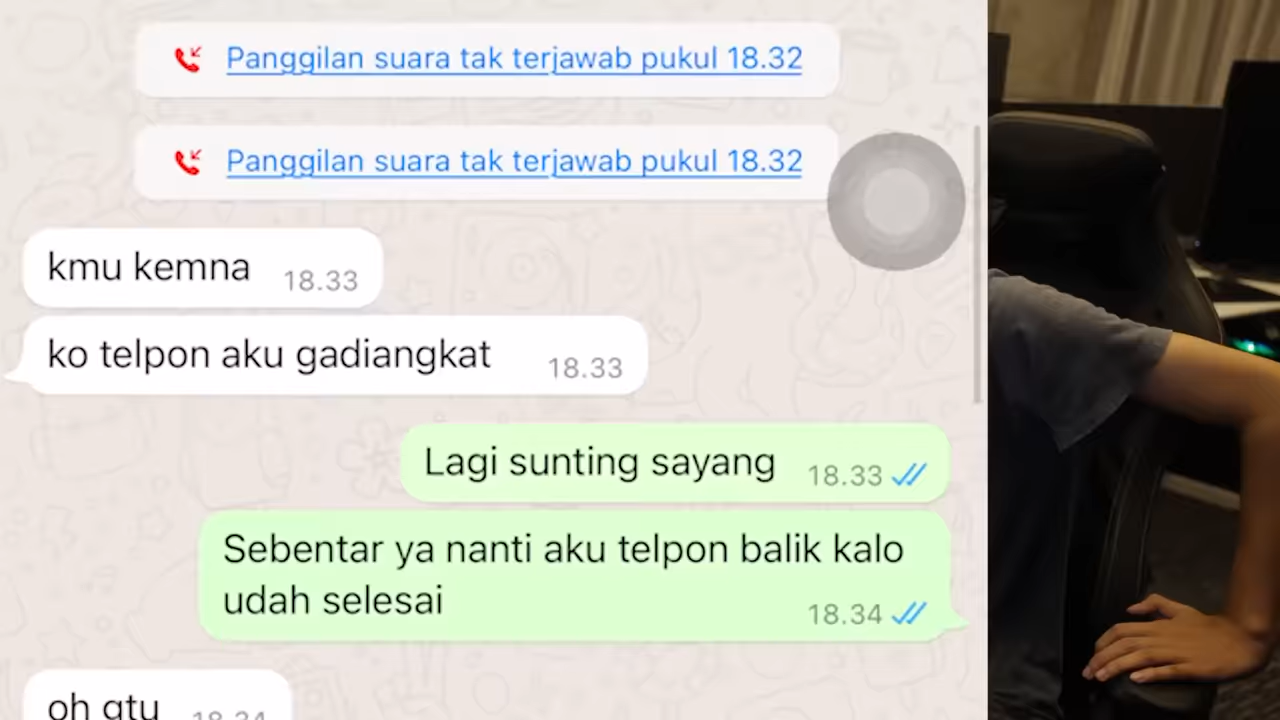 Panggilan suara tak terjawab pukul 18.32
Panggilan suara tak terjawab pukul 18.32
kmu kemna 18.33
ko telpon aku gadiangkat 18.33
Lagi sunting sayang 18.33
Sebentar ya nanti aku telpon balik kalo
udah selesai 18.34
oh gtu 18.34